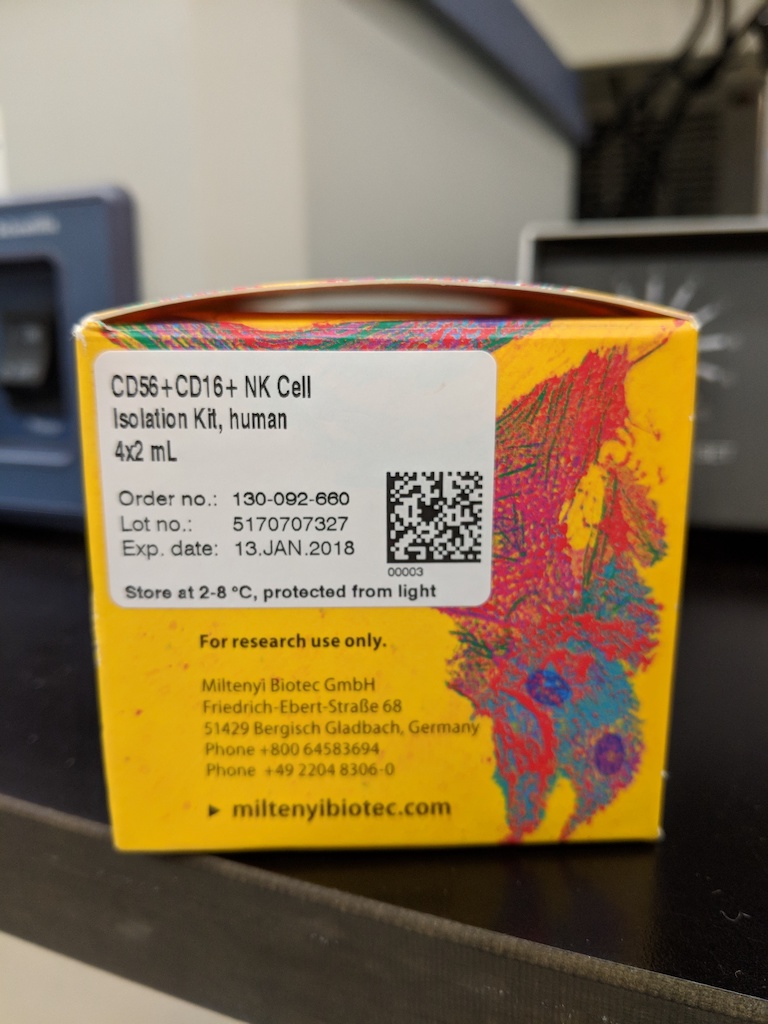 CD56+CD16+ NK Cell
Isolation Kit, human
4x2 mL
Order no.: 130-092-660
Lot no.: 5170707327
Exp. date: 13.JAN.2018
00003
Store at 2-8 °C, protected from light
For research use only.
Miltenyi Biotec GmbH
Friedrich-Ebert-Straße 68
51429 Bergisch Gladbach, Germany
Phone +800 64583694
Phone +49 2204 8306-0
▸ miltenyibiotec.com